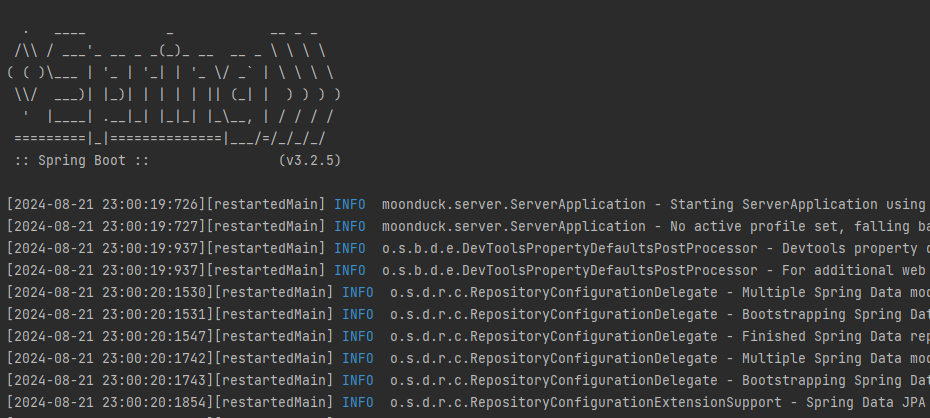 .   ____          _            __ _ _
 /\\ / ___'_ __ _ _(_)_ __  __ _ \ \ \ \
( ( )\___ | '_ | '_| | '_ \/ _` | \ \ \ \
 \\/  ___)| |_)| | | | | || (_| |  ) ) ) )
  '  |____| .__|_| |_|_| |_\__, | / / / /
 =========|_|==============|___/=/_/_/_/
 :: Spring Boot ::                (v3.2.5)
[2024-08-21 23:00:19:726][restartedMain] INFO  moonduck.server.ServerApplication - Starting ServerApplication using
[2024-08-21 23:00:19:727][restartedMain] INFO  moonduck.server.ServerApplication - No active profile set, falling ba
[2024-08-21 23:00:19:937][restartedMain] INFO  o.s.b.d.e.DevToolsPropertyDefaultsPostProcessor - Devtools property
[2024-08-21 23:00:19:937][restartedMain] INFO  o.s.b.d.e.DevToolsPropertyDefaultsPostProcessor - For additional web
[2024-08-21 23:00:20:1530][restartedMain] INFO  o.s.d.r.c.RepositoryConfigurationDelegate - Multiple Spring Data mod
[2024-08-21 23:00:20:1531][restartedMain] INFO  o.s.d.r.c.RepositoryConfigurationDelegate - Bootstrapping Spring Dat
[2024-08-21 23:00:20:1547][restartedMain] INFO  o.s.d.r.c.RepositoryConfigurationDelegate - Finished Spring Data rep
[2024-08-21 23:00:20:1742][restartedMain] INFO  o.s.d.r.c.RepositoryConfigurationDelegate - Multiple Spring Data mod
[2024-08-21 23:00:20:1743][restartedMain] INFO  o.s.d.r.c.RepositoryConfigurationDelegate - Bootstrapping Spring Dat
[2024-08-21 23:00:20:1854][restartedMain] INFO  o.s.d.r.c.RepositoryConfigurationExtensionSupport - Spring Data JPA